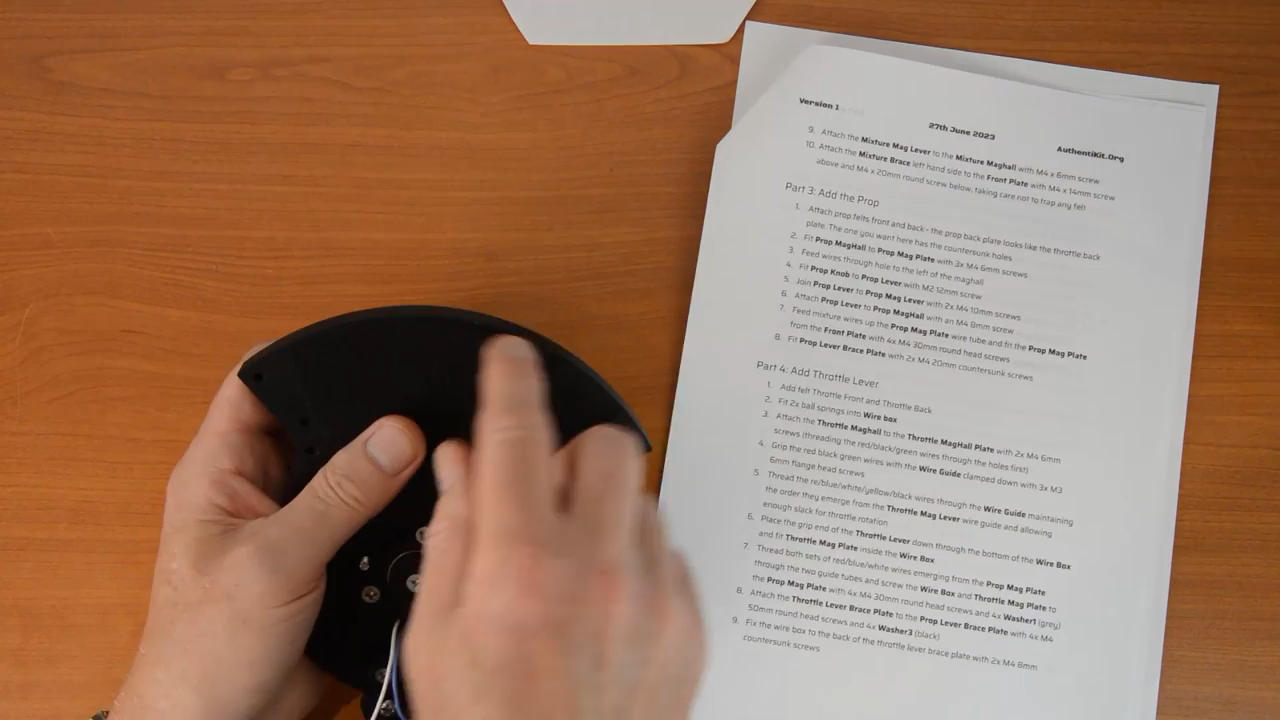 Version 1
27th June 2023
AuthentiKit.Org
9. Attach the Mixture Mag Lever to the Mixture Maghall with M4 x 6mm screw
10. Attach the Mixture Brace left hand side to the Front Plate with M4 x 14mm screw
above and M4 x 20mm round screw below, taking care not to trap any felt
Part 3: Add the Prop
1. Attach prop felts front and back - the prop back plate looks like the throttle back
plate. The one you want here has the countersunk holes
2. Fit Prop MagHall to Prop Mag Plate with 3x M4 6mm screws
3. Feed wires through hole to the left of the maghall
4. Fit Prop Knob to Prop Lever with M2 12mm screw
5. Join Prop Lever to Prop Mag Lever with 2x M4 10mm screws
6. Attach Prop Lever to Prop MagHall with an M4 8mm screw
7. Feed mixture wires up the Prop Mag Plate wire tube and fit the Prop Mag Plate
from the Front Plate with 4x M4 30mm round head screws
8. Fit Prop Lever Brace Plate with 2x M4 20mm countersunk screws
Part 4: Add Throttle Lever
1. Add felt Throttle Front and Throttle Back
2. Fit 2x ball springs into Wire box
3. Attach the Throttle Maghall to the Throttle MagHall Plate with 2x M4 6mm
screws (threading the red/black/green wires through the holes first)
4. Grip the red black green wires with the Wire Guide clamped down with 3x M3
6mm flange head screws
5. Thread the re/blue/white/yellow/black wires through the Wire Guide maintaining
the order they emerge from the Throttle Mag Lever wire guide and allowing
enough slack for throttle rotation
6. Place the grip end of the Throttle Lever down through the bottom of the Wire Box
and fit Throttle Mag Plate inside the Wire Box
7. Thread both sets of red/blue/white wires emerging from the Prop Mag Plate
through the two guide tubes and screw the Wire Box and Throttle Mag Plate to
the Prop Mag Plate with 4x M4 30mm round head screws and 4x Washer1 (grey)
8. Attach the Throttle Lever Brace Plate to the Prop Lever Brace Plate with 4x M4
50mm round head screws and 4x Washer3 (black)
9. Fix the wire box to the back of the throttle lever brace plate with 2x M4 8mm
countersunk screws